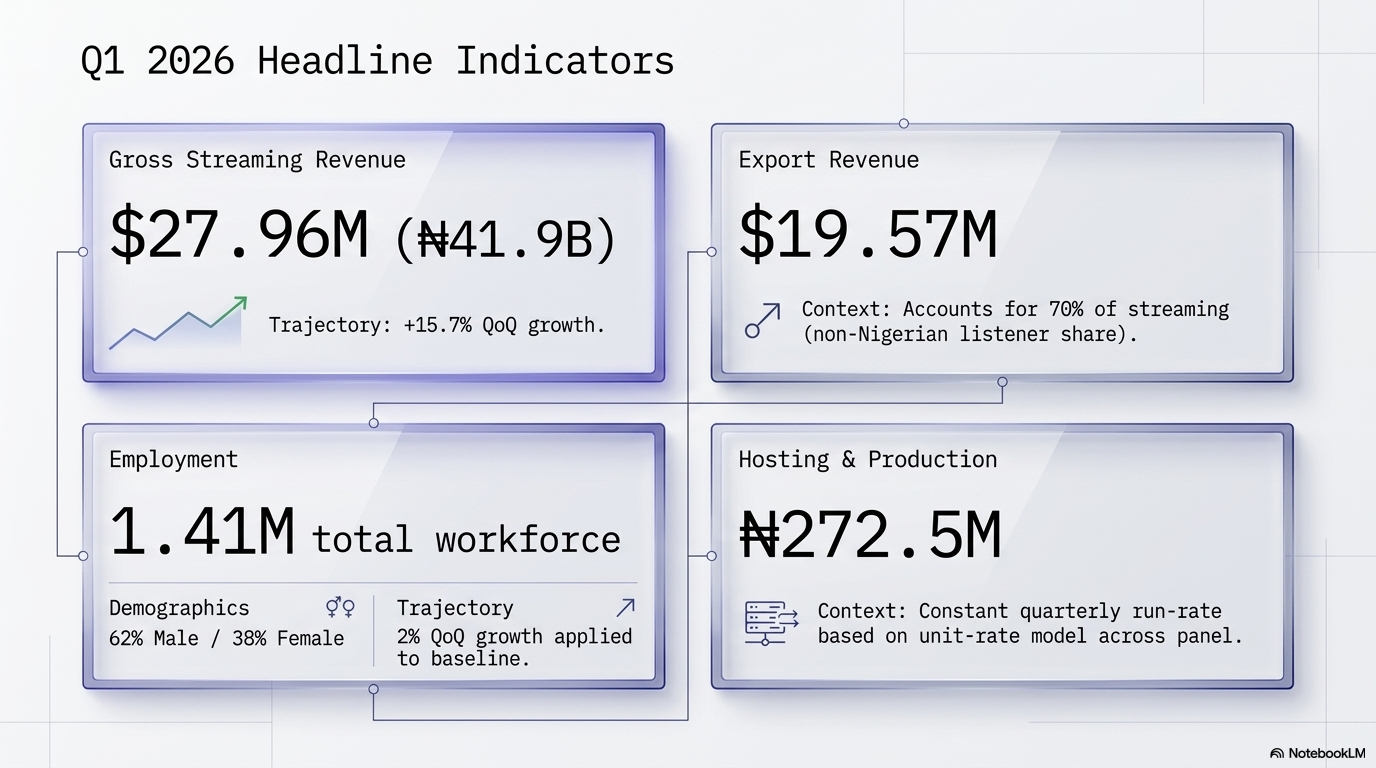 Q1 2026 Headline Indicators
Gross Streaming Revenue
$27.96M (₦41.9B)
Trajectory: +15.7% QoQ growth.
Export Revenue
$19.57M
Context: Accounts for 70% of streaming
(non-Nigerian listener share).
Employment
1.41M total workforce
Demographics
62% Male / 38% Female
Trajectory
2% QoQ growth applied
to baseline.
Hosting & Production
₦272.5M
Context: Constant quarterly run-rate
based on unit-rate model across panel.
NotebookLM